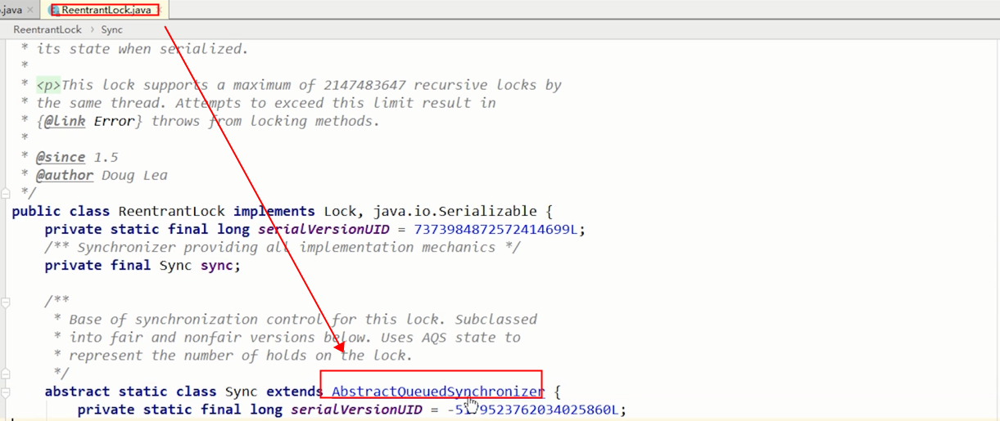 .java × ReentrantLock.java ×
ReentrantLock › Sync
* its state when serialized.
*
* <p>This lock supports a maximum of 2147483647 recursive locks by
* the same thread. Attempts to exceed this limit result in
* {@link Error} throws from locking methods.
*
* @since 1.5
* @author Doug Lea
*/
public class ReentrantLock implements Lock, java.io.Serializable {
private static final long serialVersionUID = 7373984872572414699L;
/** Synchronizer providing all implementation mechanics */
private final Sync sync;
/**
* Base of synchronization control for this lock. Subclassed
* into fair and nonfair versions below. Uses AQS state to
* represent the number of holds on the lock.
*/
abstract static class Sync extends AbstractQueuedSynchronizer {
private static final long serialVersionUID =